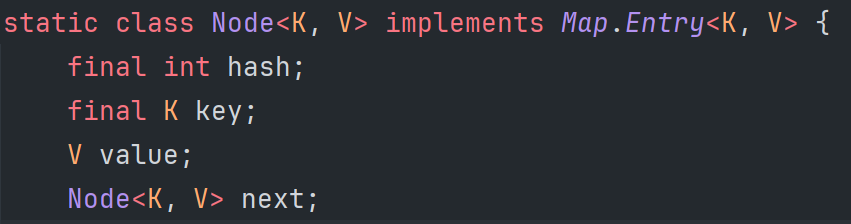 static class Node<K, V> implements Map.Entry<K, V> {
    final int hash;
    final K key;
    V value;
    Node<K, V> next;